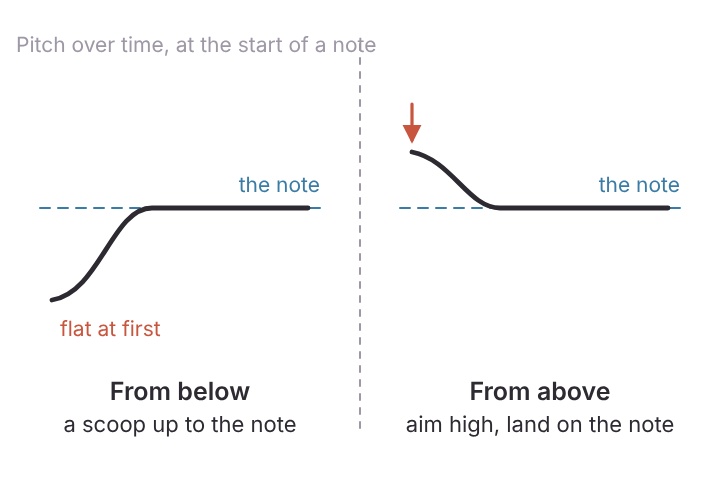 Pitch over time, at the start of a note
the note
flat at first
From below
a scoop up to the note
the note
From above
aim high, land on the note